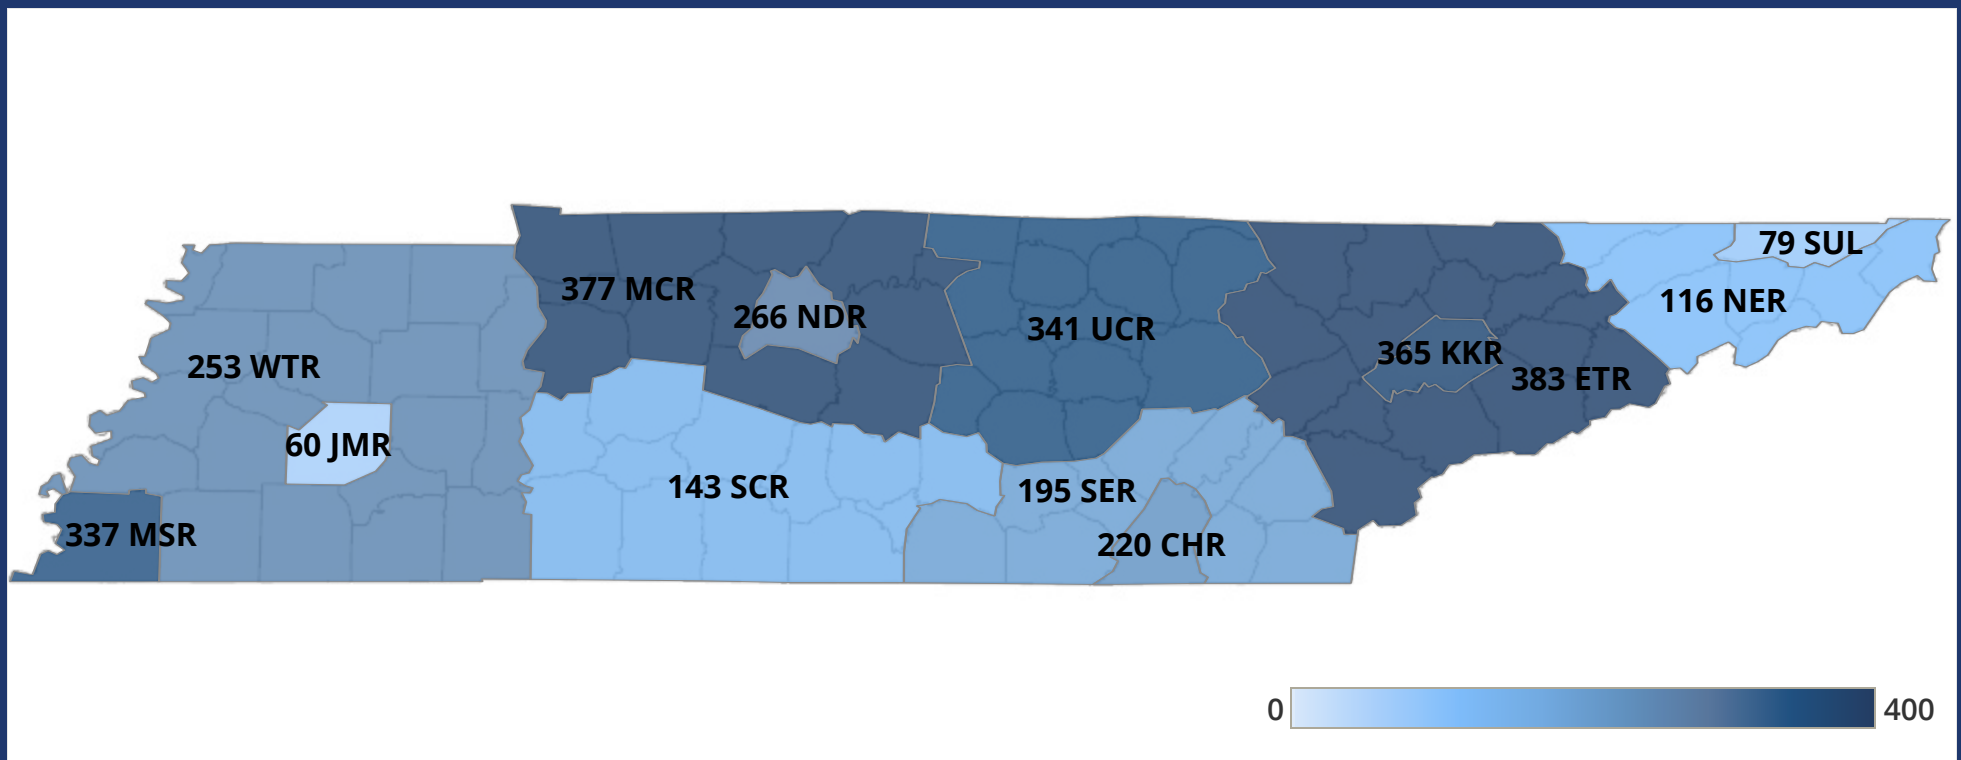 79 SUL
377 MCR
116 NER
266 NDR
341 UCR
365 KKR
253 WTR
383 ETR
60 JMR
143 SCR
195 SER
337 MSR
220 CHR
0
400